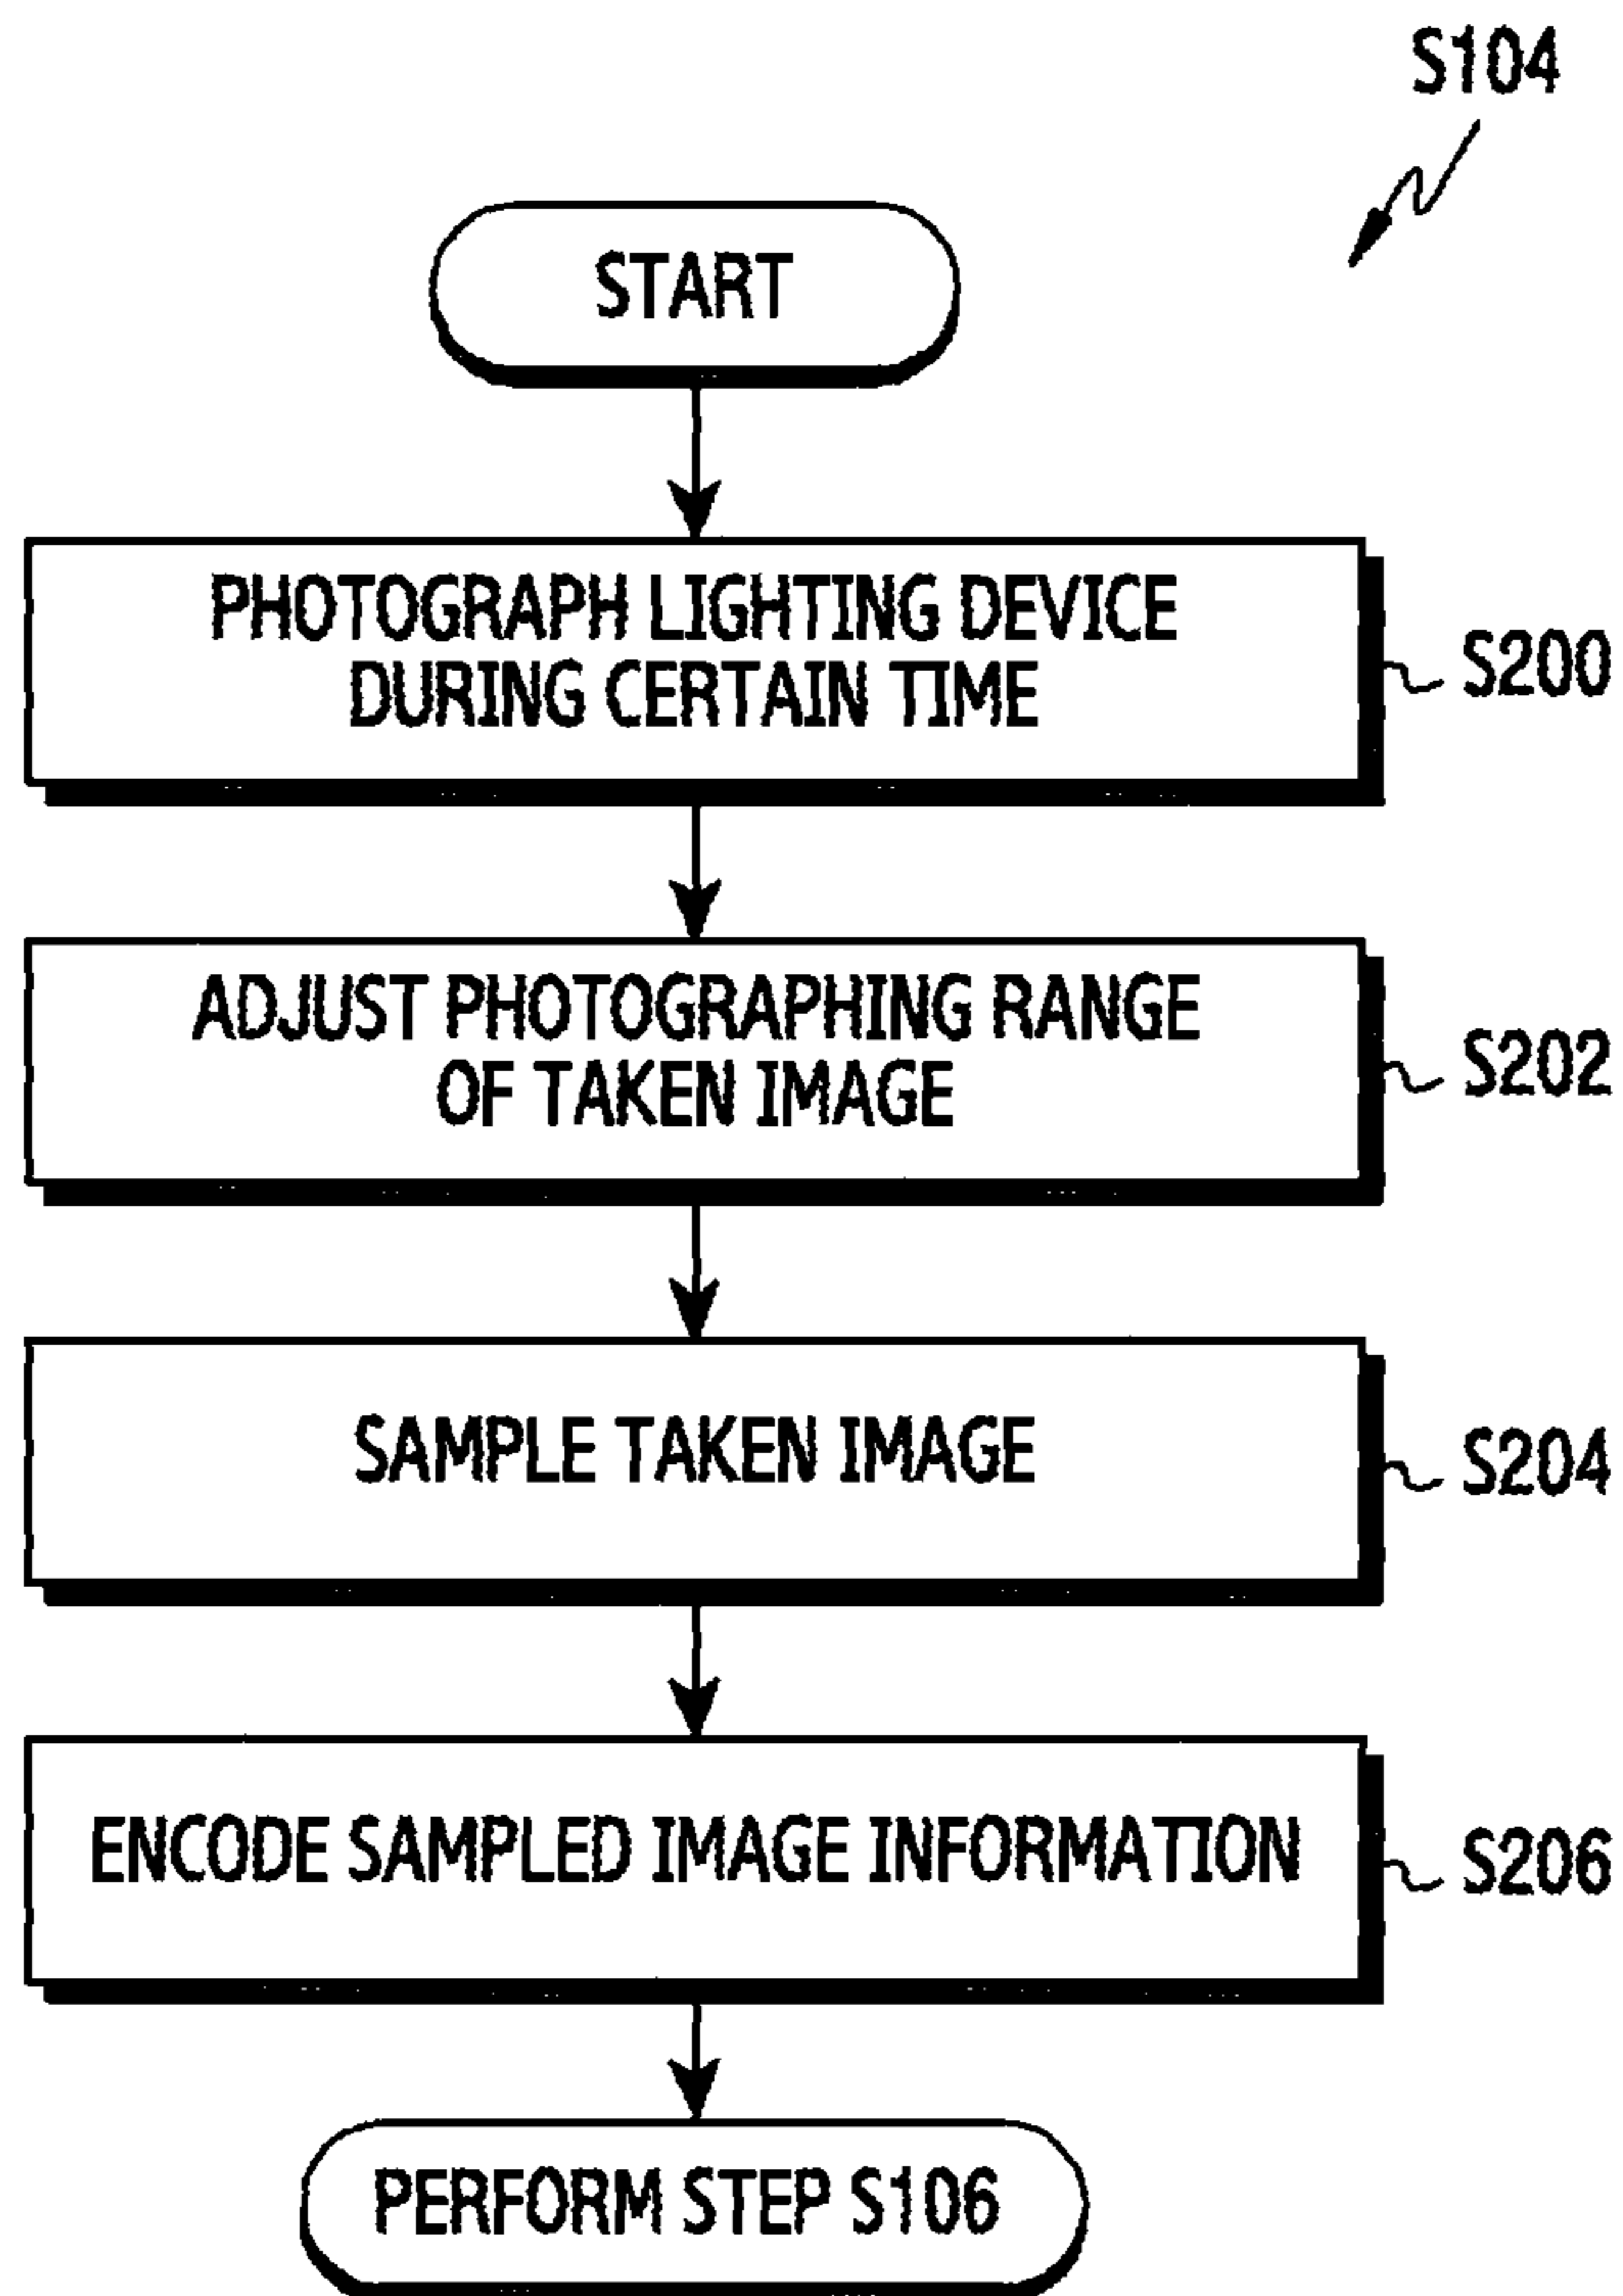 S104
START
PHOTOGRAPH LIGHTING DEVICE
DURING CERTAIN TIME
S200
ADJUST PHOTOGRAPHING RANGE
OF TAKEN IMAGE
S202
SAMPLE TAKEN IMAGE
S204
ENCODE SAMPLED IMAGE INFORMATION
S206
PERFORM STEP S106